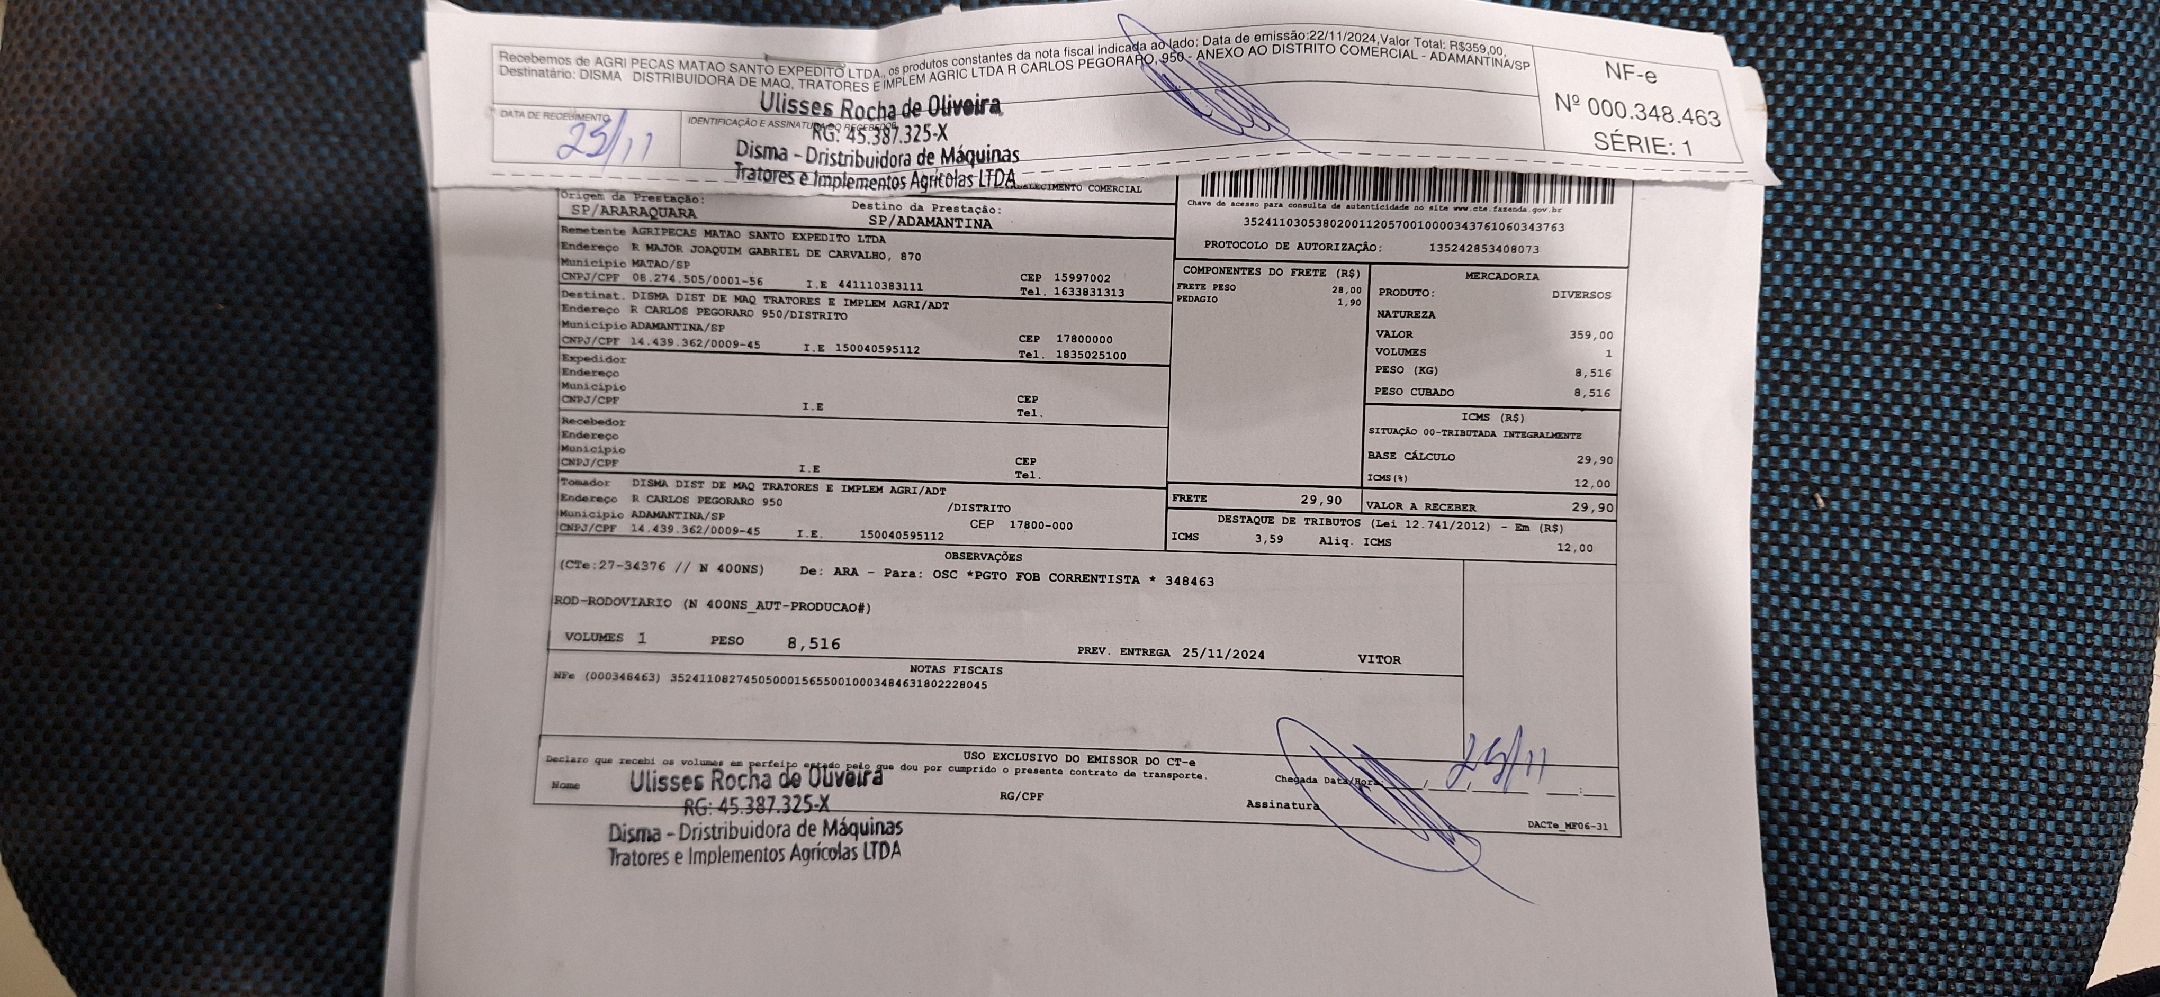 Recebemos de AGRI PECAS MATAO SANTO EXPEDITO LTDA., os produtos constantes da nota fiscal indicada ao lado; Data de emissão:22/11/2024,Valor Total: R$359,00,
Destinatário: DISMA DISTRIBUIDORA DE MAQ, TRATORES E IMPLEM AGRIC LTDA R CARLOS PEGORARO, 950 - ANEXO AO DISTRITO COMERCIAL - ADAMANTINA/SP
NF-e
Nº 000.348.463
SÉRIE: 1
DATA DE RECEBIMENTO
25/11
IDENTIFICAÇÃO E ASSINATURA DO RECEBEDOR
Ulisses Rocha de Oliveira
RG: 45.387.325-X
Disma - Dristribuidora de Máquinas
Tratores e Implementos Agrícolas LTDA
COMERCIAL
Origem da Prestação:
SP/ARARAQUARA
Destino da Prestação:
SP/ADAMANTINA
Chave de acesso para consulta de autenticidade no site www.cte.fazenda.gov.br
35241103053802001120570010000343761060343763
PROTOCOLO DE AUTORIZAÇÃO: 135242853408073
Remetente AGRIPECAS MATAO SANTO EXPEDITO LTDA
Endereço R MAJOR JOAQUIM GABRIEL DE CARVALHO, 870
Municipio MATAO/SP CEP 15997002
CNPJ/CPF 08.274.505/0001-56 I.E 441110383111 Tel. 1633831313
Destinat. DISMA DIST DE MAQ TRATORES E IMPLEM AGRI/ADT
Endereço R CARLOS PEGORARO 950/DISTRITO
Municipio ADAMANTINA/SP CEP 17800000
CNPJ/CPF 14.439.362/0009-45 I.E 150040595112 Tel. 1835025100
Expedidor
Endereço
Municipio CEP
CNPJ/CPF I.E Tel.
Recebedor
Endereço
Municipio CEP
CNPJ/CPF I.E Tel.
Tomador DISMA DIST DE MAQ TRATORES E IMPLEM AGRI/ADT
Endereço R CARLOS PEGORARO 950 /DISTRITO
Municipio ADAMANTINA/SP CEP 17800-000
CNPJ/CPF 14.439.362/0009-45 I.E. 150040595112
COMPONENTES DO FRETE (R$)
FRETE PESO 28,00
PEDAGIO 1,90
MERCADORIA
PRODUTO: DIVERSOS
NATUREZA
VALOR 359,00
VOLUMES 1
PESO (KG) 8,516
PESO CUBADO 8,516
ICMS (R$)
SITUAÇÃO 00-TRIBUTADA INTEGRALMENTE
BASE CÁLCULO 29,90
ICMS(%) 12,00
FRETE 29,90
VALOR A RECEBER 29,90
DESTAQUE DE TRIBUTOS (Lei 12.741/2012) - Em (R$)
ICMS 3,59 Aliq. ICMS 12,00
OBSERVAÇÕES
(CTe:27-34376 // N 400NS) De: ARA - Para: OSC *PGTO FOB CORRENTISTA * 348463
ROD-RODOVIARIO (N 400NS_AUT-PRODUCAO#)
VOLUMES 1 PESO 8,516 PREV. ENTREGA 25/11/2024 VITOR
NOTAS FISCAIS
NFe (000348463) 35241108274505000156550010003484631802228045
USO EXCLUSIVO DO EMISSOR DO CT-e
Declaro que recebi os volumes em perfeito estado pelo que dou por cumprido o presente contrato de transporte.
Chegada Data/Hora:
25/11
Nome
RG/CPF
Assinatura
Ulisses Rocha de Oliveira
RG: 45.387.325-X
Disma - Dristribuidora de Máquinas
Tratores e Implementos Agrícolas LTDA
DACTe_MF06-31